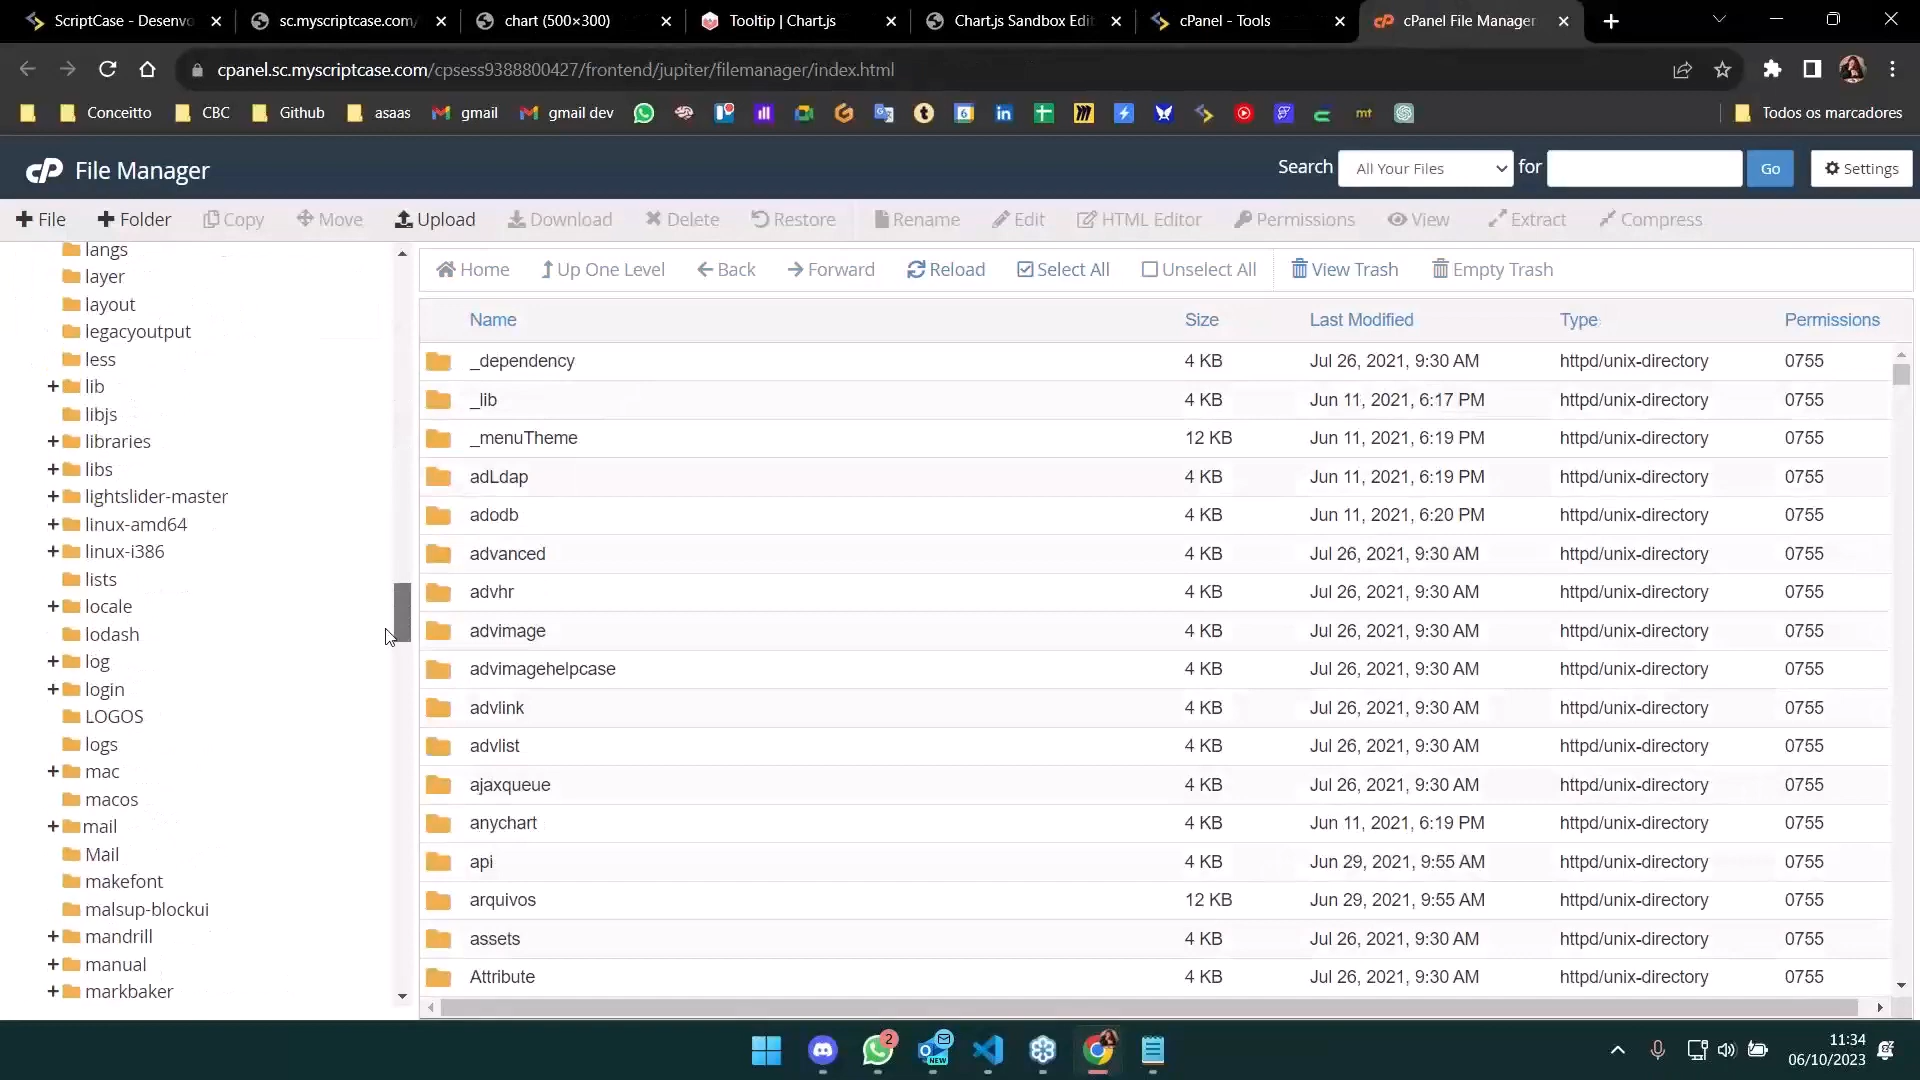 ScriptCase - Desenvo
sc.myscriptcase.com/
chart (500×300)
Tooltip | Chart.js
Chart.js Sandbox Edit
cPanel - Tools
cPanel File Manager
cpanel.sc.myscriptcase.com/cpsess9388800427/frontend/jupiter/filemanager/index.html
Conceitto
CBC
Github
asaas
gmail
gmail dev
Todos os marcadores
cP File Manager
Search
All Your Files
for
Go
Settings
File
Folder
Copy
Move
Upload
Download
Delete
Restore
Rename
Edit
HTML Editor
Permissions
View
Extract
Compress
Home
Up One Level
Back
Forward
Reload
Select All
Unselect All
View Trash
Empty Trash
langs
layer
layout
legacyoutput
less
lib
libjs
libraries
libs
lightslider-master
linux-amd64
linux-i386
lists
locale
lodash
log
login
LOGOS
logs
mac
macos
mail
Mail
makefont
malsup-blockui
mandrill
manual
markbaker
Name Size Last Modified Type Permissions
_dependency 4 KB Jul 26, 2021, 9:30 AM httpd/unix-directory 0755
_lib 4 KB Jun 11, 2021, 6:17 PM httpd/unix-directory 0755
_menuTheme 12 KB Jun 11, 2021, 6:19 PM httpd/unix-directory 0755
adLdap 4 KB Jun 11, 2021, 6:19 PM httpd/unix-directory 0755
adodb 4 KB Jun 11, 2021, 6:20 PM httpd/unix-directory 0755
advanced 4 KB Jul 26, 2021, 9:30 AM httpd/unix-directory 0755
advhr 4 KB Jul 26, 2021, 9:30 AM httpd/unix-directory 0755
advimage 4 KB Jul 26, 2021, 9:30 AM httpd/unix-directory 0755
advimagehelpcase 4 KB Jul 26, 2021, 9:30 AM httpd/unix-directory 0755
advlink 4 KB Jul 26, 2021, 9:30 AM httpd/unix-directory 0755
advlist 4 KB Jul 26, 2021, 9:30 AM httpd/unix-directory 0755
ajaxqueue 4 KB Jul 26, 2021, 9:30 AM httpd/unix-directory 0755
anychart 4 KB Jun 11, 2021, 6:19 PM httpd/unix-directory 0755
api 4 KB Jun 29, 2021, 9:55 AM httpd/unix-directory 0755
arquivos 12 KB Jun 29, 2021, 9:55 AM httpd/unix-directory 0755
assets 4 KB Jul 26, 2021, 9:30 AM httpd/unix-directory 0755
Attribute 4 KB Jul 26, 2021, 9:30 AM httpd/unix-directory 0755
2
NEW
11:34
06/10/2023